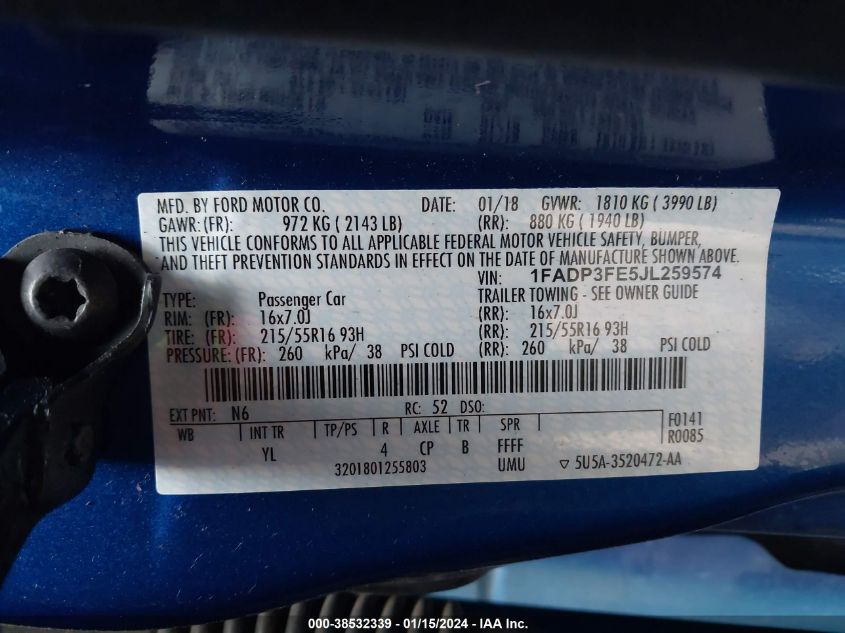 MFD. BY FORD MOTOR CO. DATE: 01/18 GVWR: 1810 KG ( 3990 LB)
GAWR: (FR): 972 KG ( 2143 LB) (RR): 880 KG ( 1940 LB)
THIS VEHICLE CONFORMS TO ALL APPLICABLE FEDERAL MOTOR VEHICLE SAFETY, BUMPER,
AND THEFT PREVENTION STANDARDS IN EFFECT ON THE DATE OF MANUFACTURE SHOWN ABOVE.
VIN: 1FADP3FE5JL259574
TYPE: Passenger Car TRAILER TOWING - SEE OWNER GUIDE
RIM: (FR): 16x7.0J (RR): 16x7.0J
TIRE: (FR): 215/55R16 93H (RR): 215/55R16 93H
PRESSURE: (FR): 260 kPa/ 38 PSI COLD (RR): 260 kPa/ 38 PSI COLD
EXT PNT: N6 RC: 52 DSO:
WB INT TR TP/PS R AXLE TR SPR F0141
YL 4 CP B FFFF R0085
3201801255803 UMU ▽ 5U5A-3520472-AA
000-38532339 - 01/15/2024 - IAA Inc.